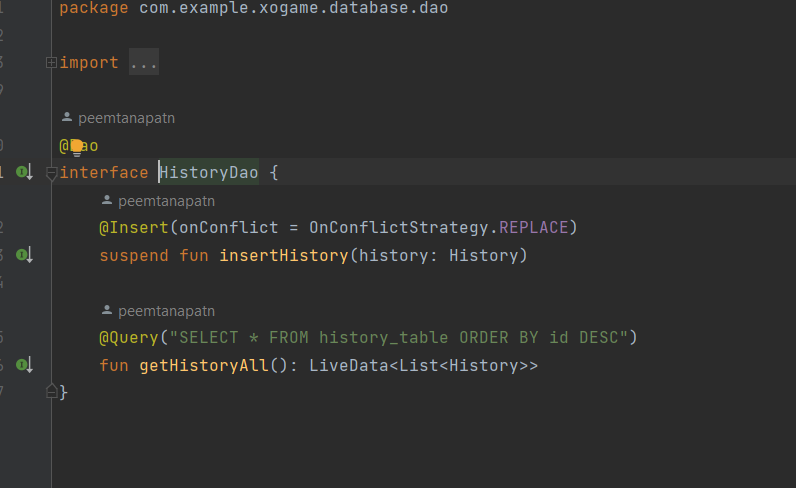 package com.example.xogame.database.dao
import ...
peemtanapatn
@Dao
interface HistoryDao {
peemtanapatn
@Insert(onConflict = OnConflictStrategy.REPLACE)
suspend fun insertHistory(history: History)
peemtanapatn
@Query("SELECT * FROM history_table ORDER BY id DESC")
fun getHistoryAll(): LiveData<List<History>>
}